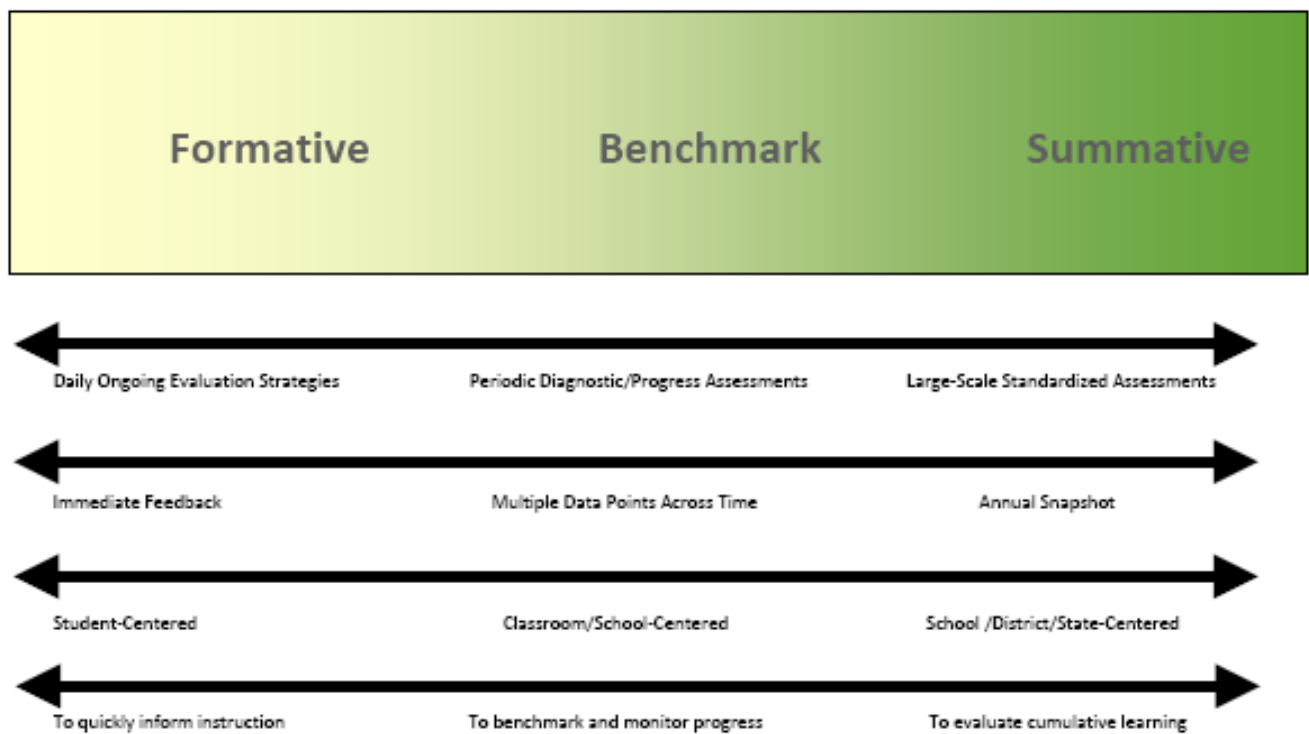 Formative Benchmark Summative
Daily Ongoing Evaluation Strategies Periodic Diagnostic/Progress Assessments Large-Scale Standardized Assessments
Immediate Feedback Multiple Data Points Across Time Annual Snapshot
Student-Centered Classroom/School-Centered School /District/State-Centered
To quickly inform instruction To benchmark and monitor progress To evaluate cumulative learning